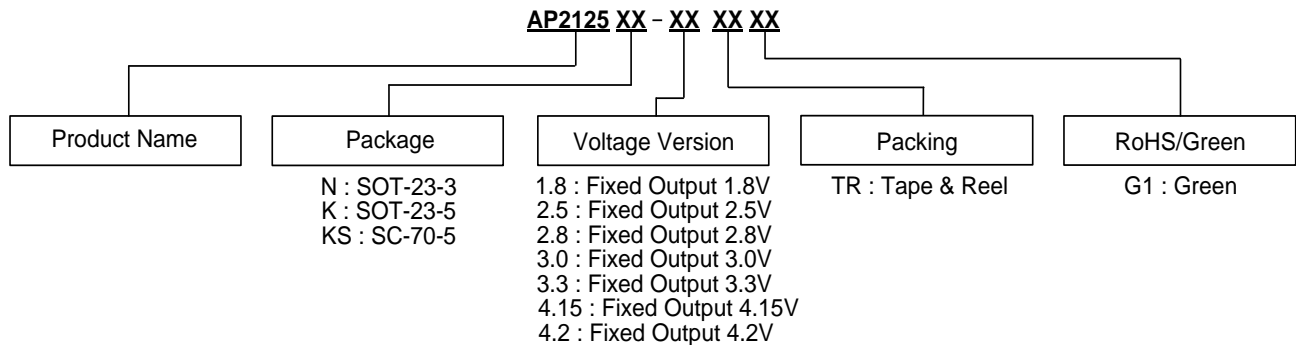 AP2125 XX - XX XX XX
Product Name
Package
Voltage Version
Packing
RoHS/Green
N : SOT-23-3
K : SOT-23-5
KS : SC-70-5
1.8 : Fixed Output 1.8V
2.5 : Fixed Output 2.5V
2.8 : Fixed Output 2.8V
3.0 : Fixed Output 3.0V
3.3 : Fixed Output 3.3V
4.15 : Fixed Output 4.15V
4.2 : Fixed Output 4.2V
TR : Tape & Reel
G1 : Green